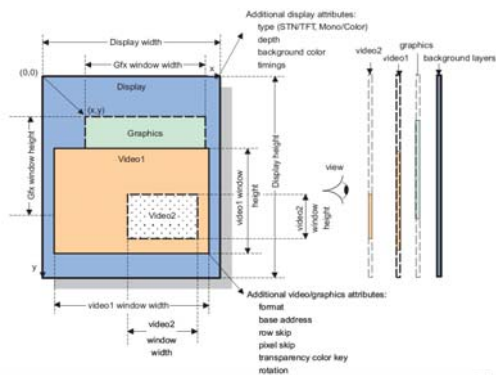 Additional display attributes:
type (STN/TFT, Mono/Color)
depth
background color
timings
Display width
Gfx window width
x
(0,0)
Display
(x,y)
Graphics
Gfx window height
Video1
Video2
y
video1 window
height
Display height
video2
window
height
view
video2
video1
graphics
background layers
video1 window width
video2
window
width
Additional video/graphics attributes:
format
base address
row skip
pixel skip
transparency color key
rotation